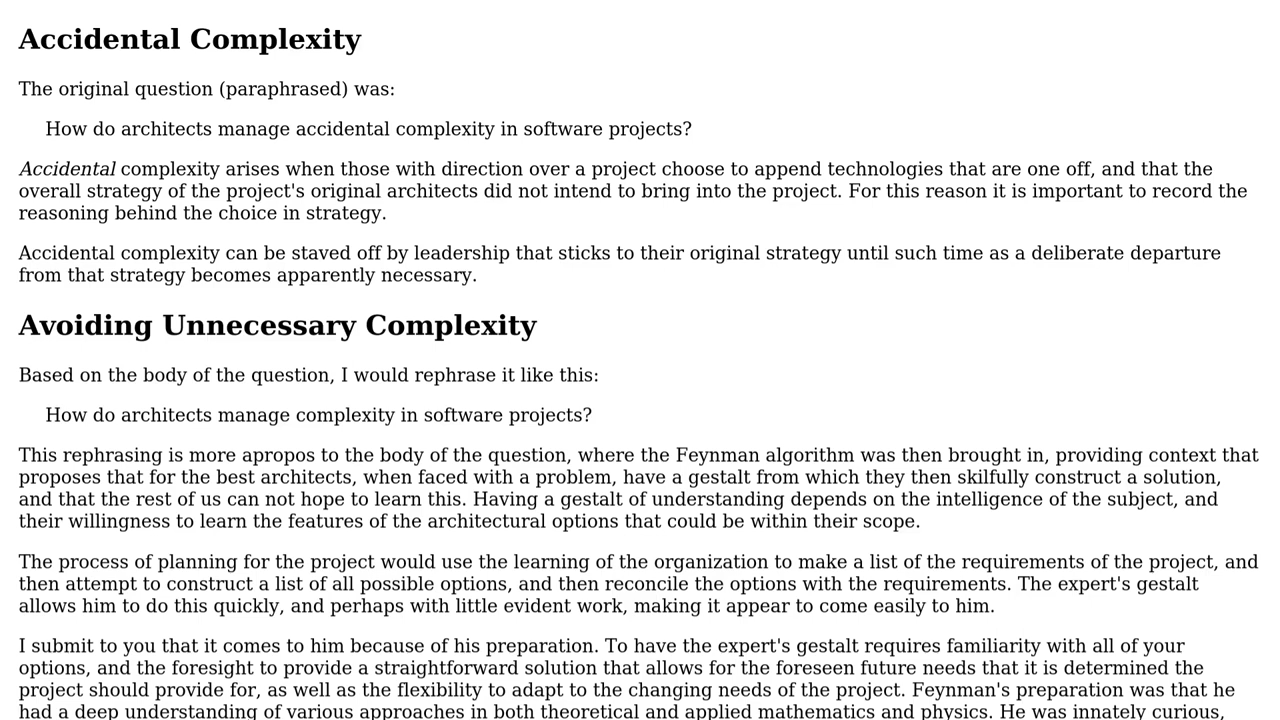 Accidental Complexity
The original question (paraphrased) was:
How do architects manage accidental complexity in software projects?
Accidental complexity arises when those with direction over a project choose to append technologies that are one off, and that the
overall strategy of the project's original architects did not intend to bring into the project. For this reason it is important to record the
reasoning behind the choice in strategy.
Accidental complexity can be staved off by leadership that sticks to their original strategy until such time as a deliberate departure
from that strategy becomes apparently necessary.
Avoiding Unnecessary Complexity
Based on the body of the question, I would rephrase it like this:
How do architects manage complexity in software projects?
This rephrasing is more apropos to the body of the question, where the Feynman algorithm was then brought in, providing context that
proposes that for the best architects, when faced with a problem, have a gestalt from which they then skilfully construct a solution,
and that the rest of us can not hope to learn this. Having a gestalt of understanding depends on the intelligence of the subject, and
their willingness to learn the features of the architectural options that could be within their scope.
The process of planning for the project would use the learning of the organization to make a list of the requirements of the project, and
then attempt to construct a list of all possible options, and then reconcile the options with the requirements. The expert's gestalt
allows him to do this quickly, and perhaps with little evident work, making it appear to come easily to him.
I submit to you that it comes to him because of his preparation. To have the expert's gestalt requires familiarity with all of your
options, and the foresight to provide a straightforward solution that allows for the foreseen future needs that it is determined the
project should provide for, as well as the flexibility to adapt to the changing needs of the project. Feynman's preparation was that he
had a deep understanding of various approaches in both theoretical and applied mathematics and physics. He was innately curious,